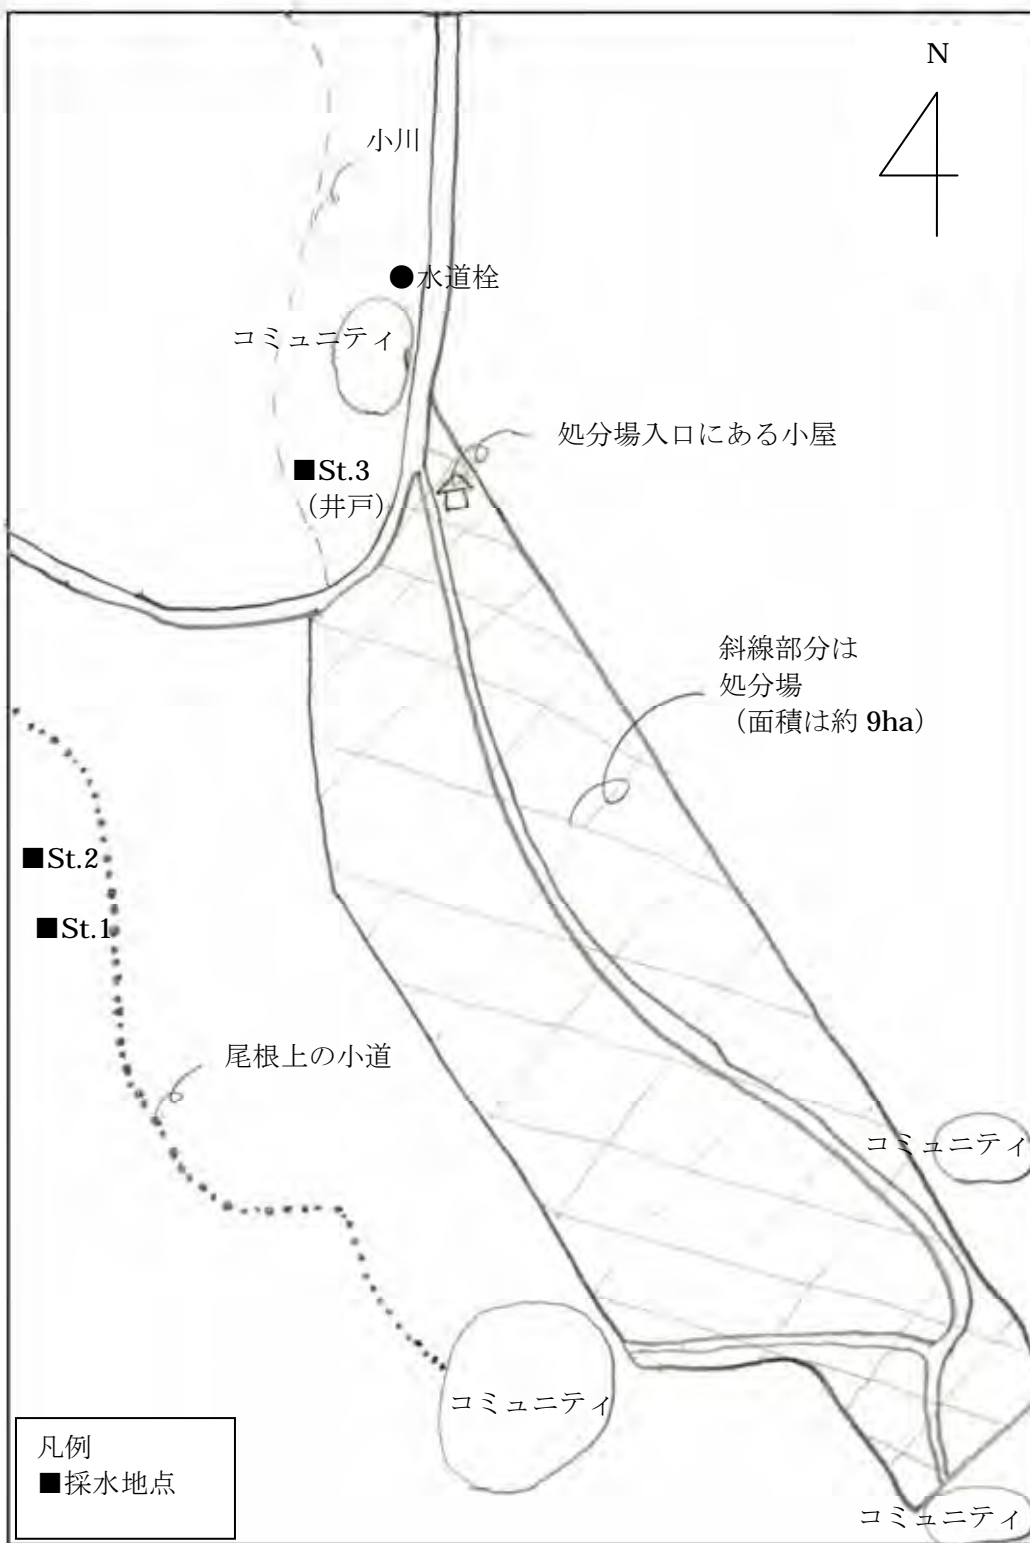 N
小川
●水道栓
コミュニティ
処分場入口にある小屋
■St.3
（井戸）
斜線部分は
処分場
（面積は約 9ha）
■St.2
■St.1
尾根上の小道
コミュニティ
コミュニティ
コミュニティ
凡例
■採水地点